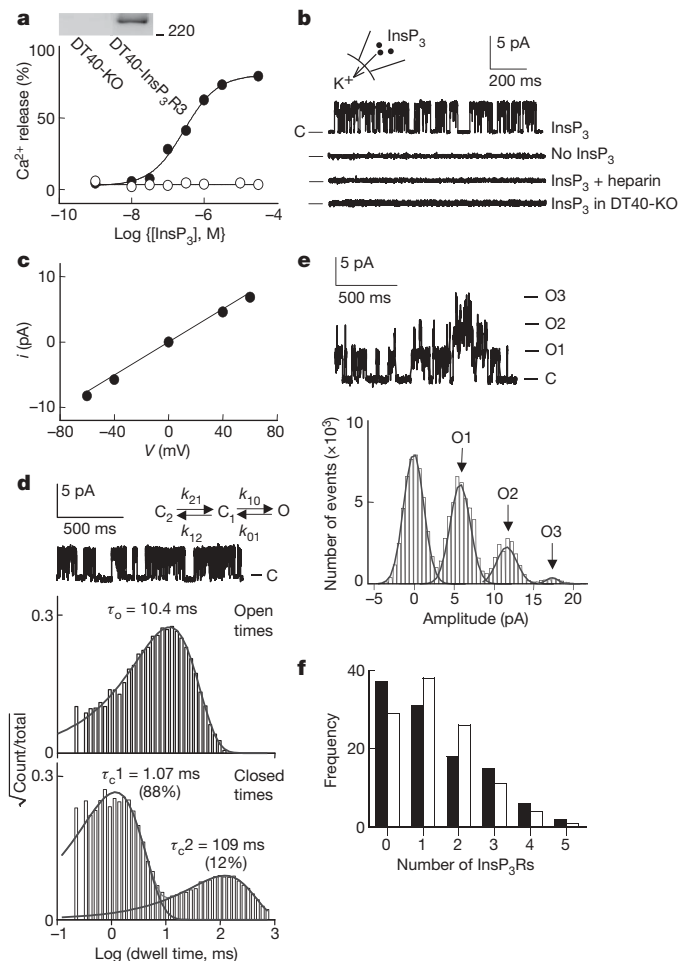 a
DT40-KO
DT40-InsP3R3
220
Ca2+ release (%)
100
50
0
−10 −8 −6 −4
Log {[InsP3], M}
b
InsP3
K+
5 pA
200 ms
C
InsP3
No InsP3
InsP3 + heparin
InsP3 in DT40-KO
c
i (pA)
10
0
−10
−80 −40 0 40 80
V (mV)
d
5 pA
500 ms
C2 k21 k12 C1 k10 k01 O
C
√Count/total
0.3
τo = 10.4 ms
Open
times
0
0.3
τc1 = 1.07 ms
(88%)
Closed
times
τc2 = 109 ms
(12%)
0
−1 0 1 2 3
Log (dwell time, ms)
e
5 pA
500 ms
O3
O2
O1
C
Number of events (×10³)
10
5
0
O1
O2
O3
−5 0 5 10 15 20
Amplitude (pA)
f
Frequency
40
20
0
0 1 2 3 4 5
Number of InsP3Rs